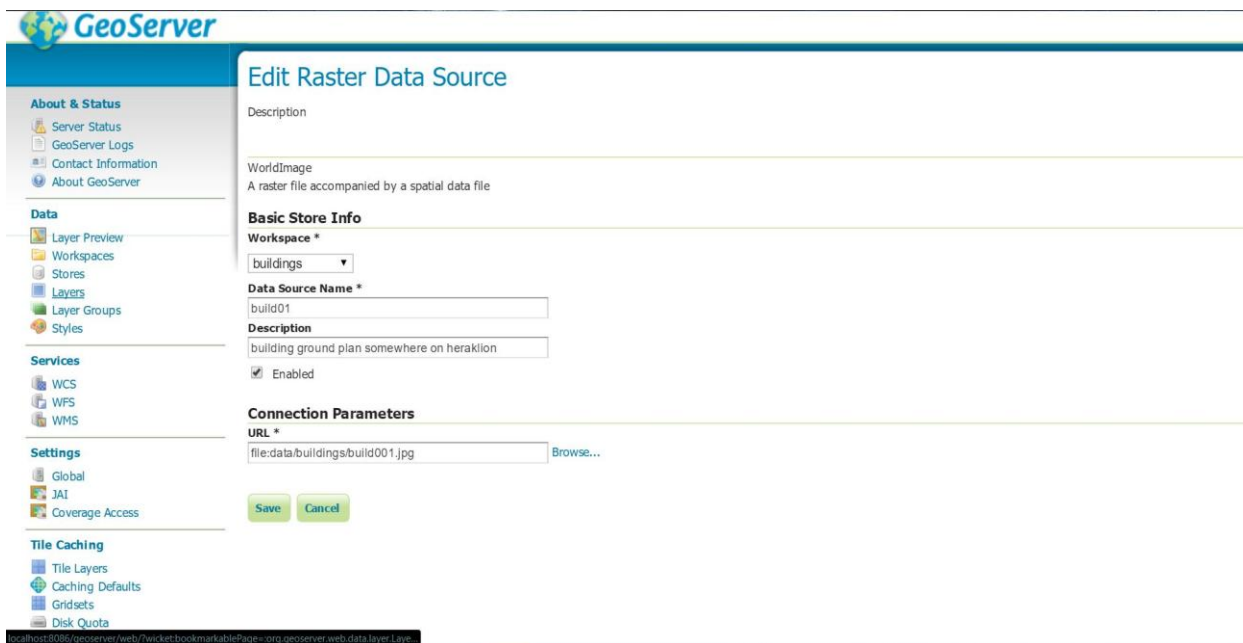 GeoServer
Edit Raster Data Source
Description
About & Status
Server Status
GeoServer Logs
Contact Information
About GeoServer
Data
Layer Preview
Workspaces
Stores
Layers
Layer Groups
Styles
Services
WCS
WFS
WMS
Settings
Global
JAI
Coverage Access
Tile Caching
Tile Layers
Caching Defaults
Gridsets
Disk Quota
WorldImage
A raster file accompanied by a spatial data file
Basic Store Info
Workspace *
buildings
Data Source Name *
build01
Description
building ground plan somewhere on heraklion
Enabled
Connection Parameters
URL *
file:data/buildings/build001.jpg Browse...
Save Cancel
localhost:8086/geoserver/web/?wicket:bookmarkablePage=:org.geoserver.web.data.layer.Laye...